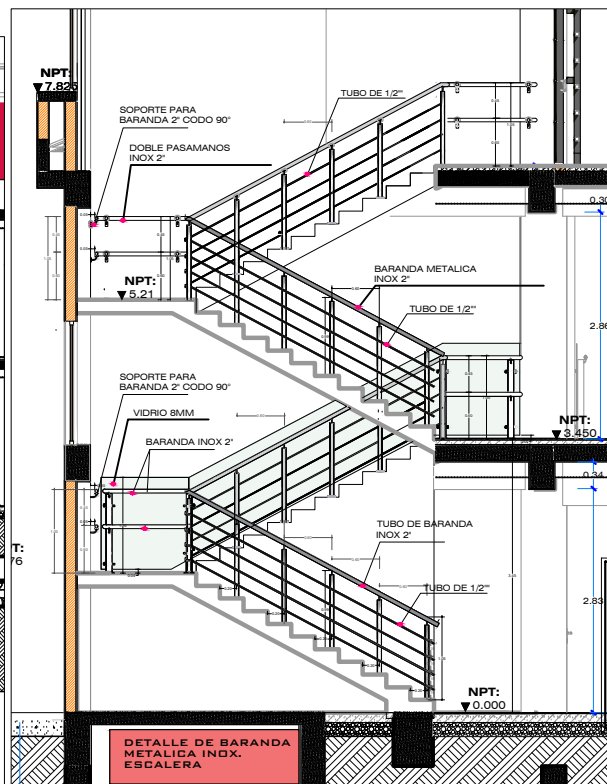 NPT:
7.825
TUBO DE 1/2"
SOPORTE PARA
BARANDA 2" CODO 90°
DOBLE PASAMANOS
INOX 2"
0.30
BARANDA METALICA
INOX 2"
NPT:
5.21
TUBO DE 1/2"
2.86
SOPORTE PARA
BARANDA 2" CODO 90°
VIDRIO 8MM
BARANDA INOX 2"
NPT:
3.450
0.34
TUBO DE BARANDA
INOX 2"
T:
76
TUBO DE 1/2"
2.83
NPT:
0.000
DETALLE DE BARANDA
METALICA INOX.
ESCALERA